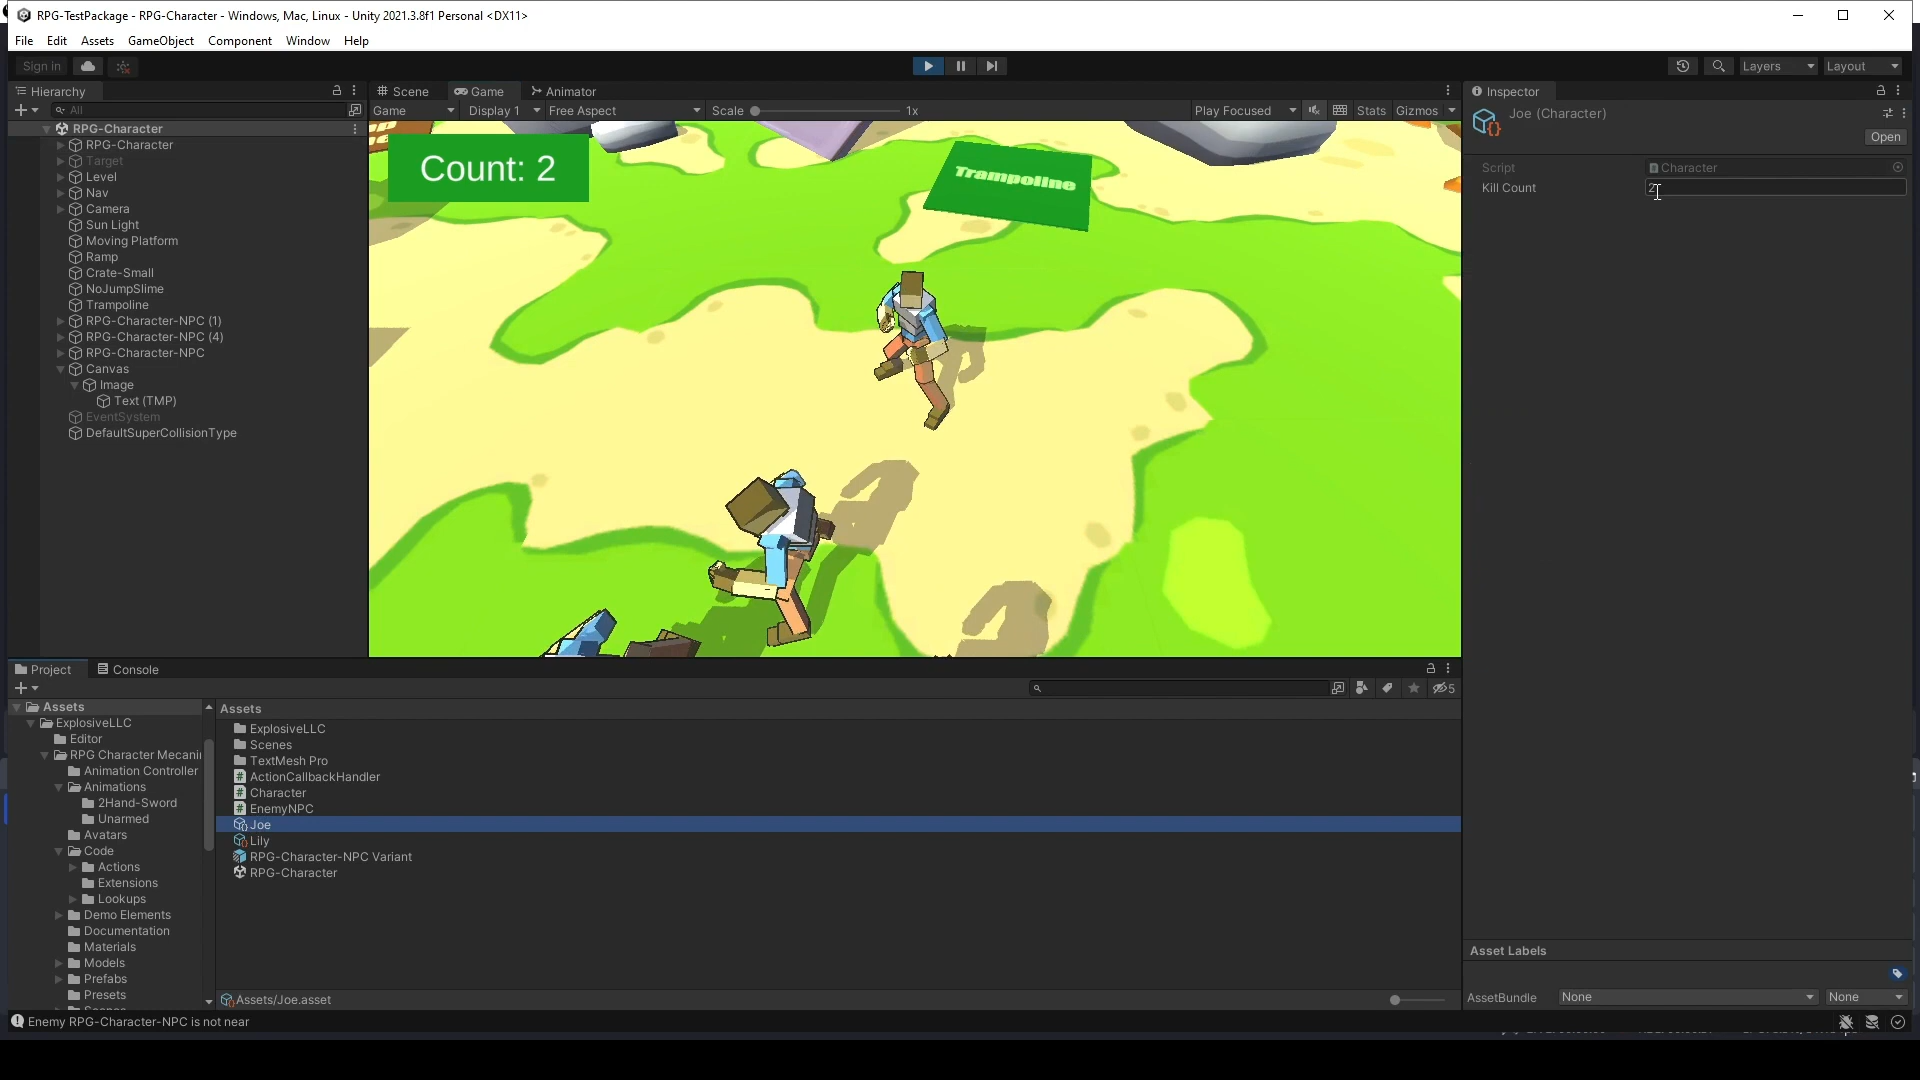 RPG-TestPackage - RPG-Character - Windows, Mac, Linux - Unity 2021.3.8f1 Personal <DX11>
File Edit Assets GameObject Component Window Help
Sign in Layers Layout
Hierarchy Scene Game Animator Inspector
All Game Display 1 Free Aspect Scale 1x Play Focused Stats Gizmos
Joe (Character)
Open
Script Character
Kill Count 2
RPG-Character
RPG-Character
Target
Level
Nav
Camera
Sun Light
Moving Platform
Ramp
Crate-Small
NoJumpSlime
Trampoline
RPG-Character-NPC (1)
RPG-Character-NPC (4)
RPG-Character-NPC
Canvas
Image
Text (TMP)
EventSystem
DefaultSuperCollisionType
Count: 2
Trampoline
Project Console
5
Assets
ExplosiveLLC
Editor
RPG Character Mecani
Animation Controller
Animations
2Hand-Sword
Unarmed
Avatars
Code
Actions
Extensions
Lookups
Demo Elements
Documentation
Materials
Models
Prefabs
Presets
Assets
ExplosiveLLC
Scenes
TextMesh Pro
ActionCallbackHandler
Character
EnemyNPC
Joe
Lily
RPG-Character-NPC Variant
RPG-Character
Assets/Joe.asset
Asset Labels
AssetBundle None None
Enemy RPG-Character-NPC is not near